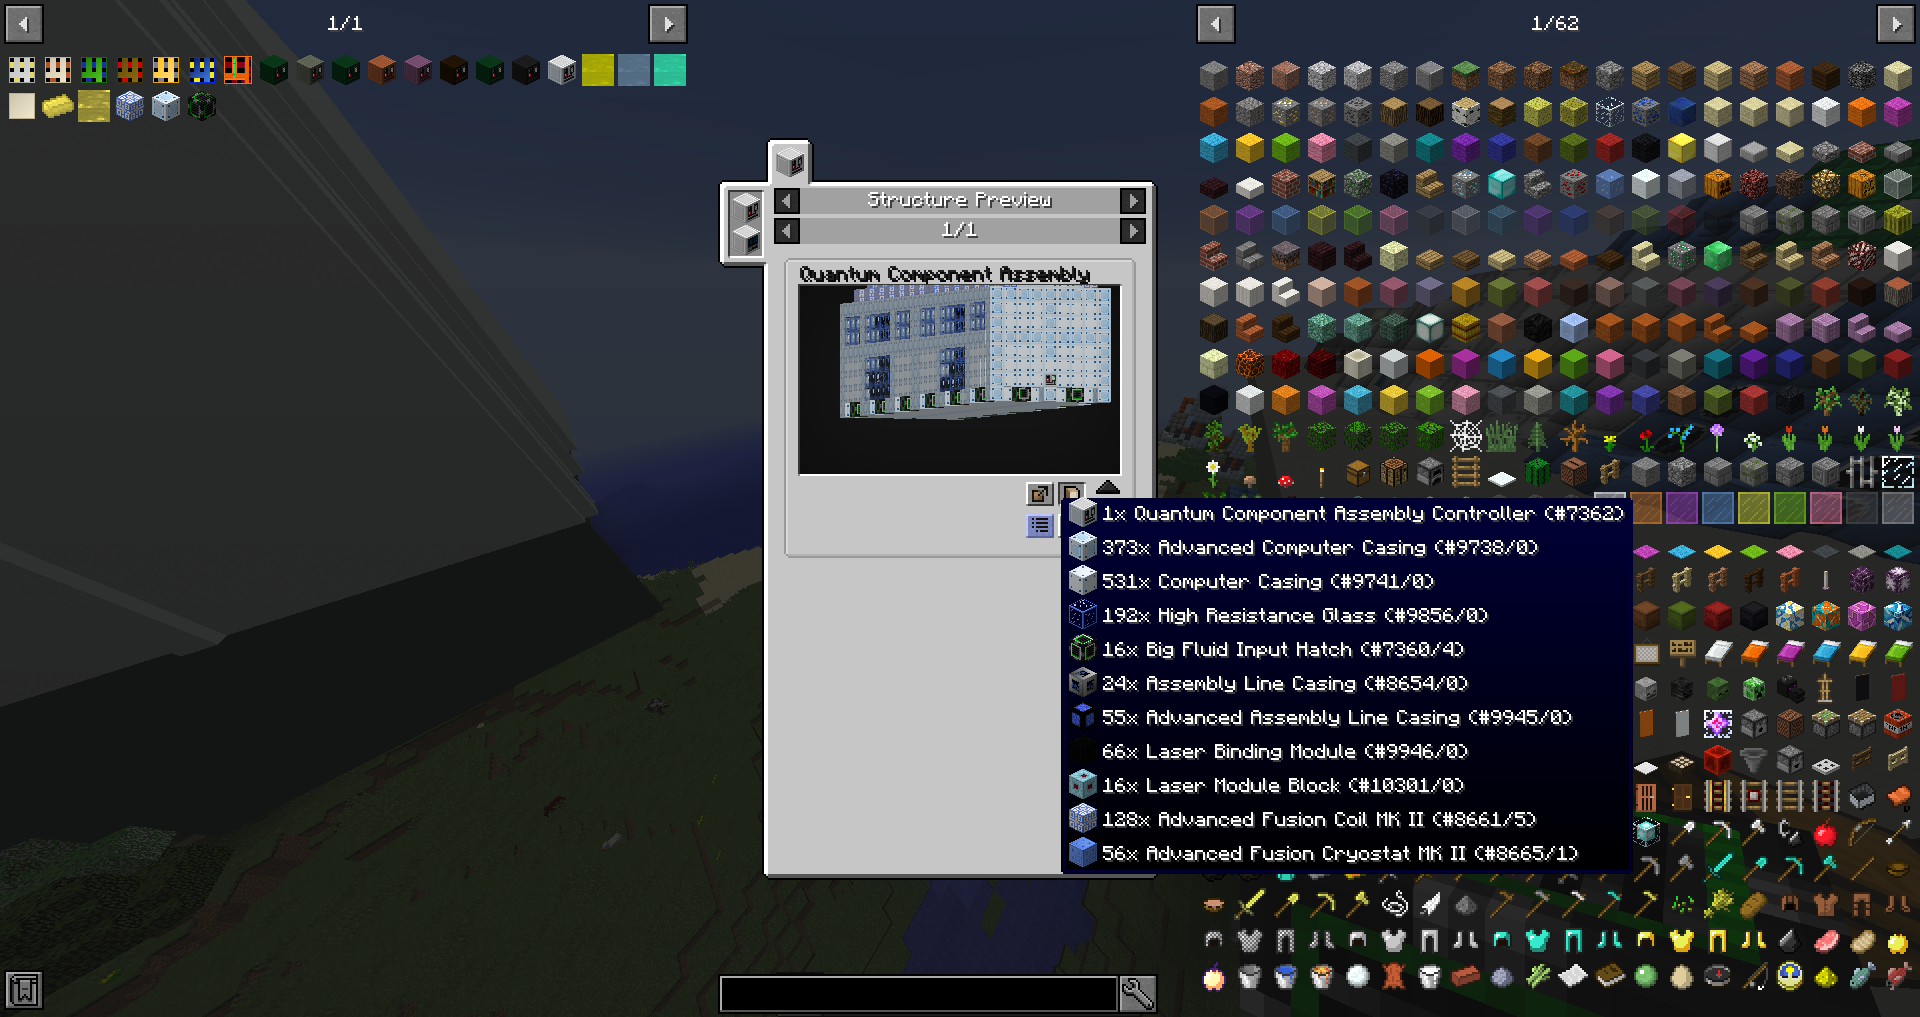 1/1
1/62
Structure Preview
1/1
Quantum Component Assembly
1x Quantum Component Assembly Controller (#7362)
373x Advanced Computer Casing (#9738/0)
531x Computer Casing (#9741/0)
192x High Resistance Glass (#9856/0)
16x Big Fluid Input Hatch (#7360/4)
24x Assembly Line Casing (#8654/0)
55x Advanced Assembly Line Casing (#9945/0)
66x Laser Binding Module (#9946/0)
16x Laser Module Block (#10301/0)
128x Advanced Fusion Coil MK II (#8661/5)
56x Advanced Fusion Cryostat MK II (#8665/1)